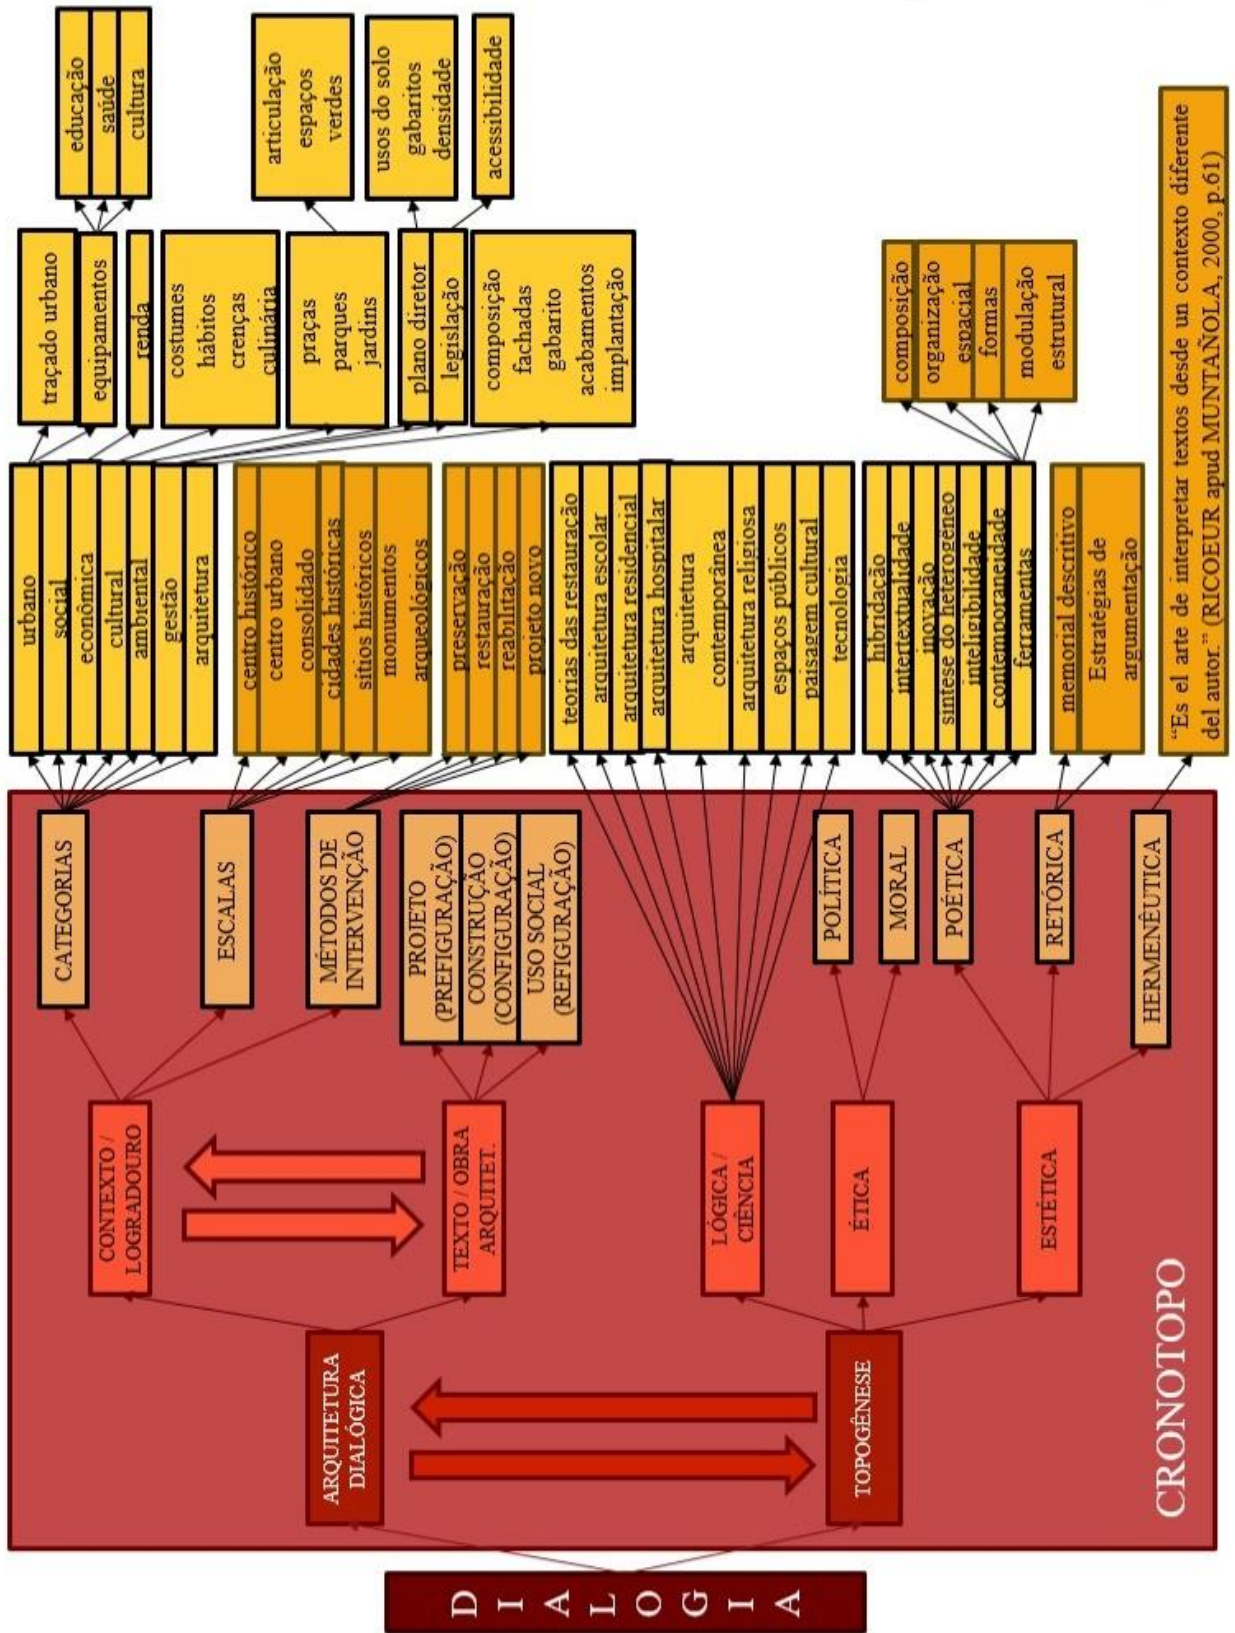 D I A L O G I A
CRONOTOPO
ARQUITETURA
DIALÓGICA
TOPOGÊNESE
CONTEXTO /
LOGRADOURO
TEXTO / OBRA
ARQUITET.
LÓGICA /
CIÊNCIA
ÉTICA
ESTÉTICA
CATEGORIAS
ESCALAS
MÉTODOS DE
INTERVENÇÃO
PROJETO
(PREFIGURAÇÃO)
CONSTRUÇÃO
(CONFIGURAÇÃO)
USO SOCIAL
(REFIGURAÇÃO)
POLÍTICA
MORAL
POÉTICA
RETÓRICA
HERMENÊUTICA
urbano
social
econômica
cultural
ambiental
gestão
arquitetura
centro histórico
centro urbano
consolidado
cidades históricas
sítios históricos
monumentos
arqueológicos
preservação
restauração
reabilitação
projeto novo
teorias das restauração
arquitetura escolar
arquitetura residencial
arquitetura hospitalar
arquitetura
contemporânea
arquitetura religiosa
espaços públicos
paisagem cultural
tecnologia
hibridação
intertextualidade
inovação
síntese do heterogêneo
inteligibilidade
contemporaneidade
ferramentas
memorial descritivo
Estratégias de
argumentação
"Es el arte de interpretar textos desde un contexto diferente
del autor." (RICOEUR apud MUNTAÑOLA, 2000, p.61)
traçado urbano
equipamentos
renda
costumes
hábitos
crenças
culinária
praças
parques
jardins
plano diretor
legislação
composição
fachadas
gabarito
acabamentos
implantação
composição
organização
espacial
formas
modulação
estrutural
educação
saúde
cultura
articulação
espaços
verdes
usos do solo
gabaritos
densidade
acessibilidade